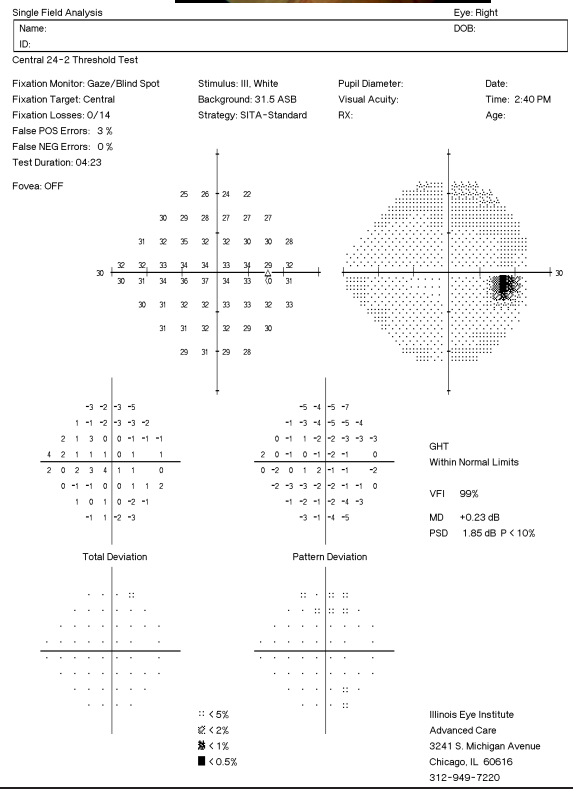 Single Field Analysis Eye: Right
Name: DOB:
ID:
Central 24-2 Threshold Test
Fixation Monitor: Gaze/Blind Spot Stimulus: III, White Pupil Diameter: Date:
Fixation Target: Central Background: 31.5 ASB Visual Acuity: Time: 2:40 PM
Fixation Losses: 0/14 Strategy: SITA-Standard RX: Age:
False POS Errors: 3 %
False NEG Errors: 0 %
Test Duration: 04:23
Fovea: OFF
25 26 24 22
30 29 28 27 27 27
31 32 35 32 32 30 30 28
30 32 32 33 34 34 33 34 29 32 30
30 31 34 36 37 34 33 <0 31
30 31 32 32 33 33 32 33
31 31 32 32 29 30
29 31 29 28
-3 -2 -3 -5 -5 -4 -5 -7
1 -1 -2 -3 -3 -2 -1 -3 -4 -5 -5 -4
2 1 3 0 0 -1 -1 -1 0 -1 1 -2 -2 -3 -3 -3
4 2 1 1 1 0 1 1 2 0 -1 0 -1 -2 -1 0
2 0 2 3 4 1 1 0 0 -2 0 1 2 -1 -1 -2
0 -1 -1 0 0 1 1 2 -2 -3 -3 -2 -2 -1 -1 0
1 0 1 0 -2 -1 -1 -2 -1 -2 -4 -3
-1 1 -2 -3 -3 -1 -4 -5
GHT
Within Normal Limits
VFI 99%
MD +0.23 dB
PSD 1.85 dB P < 10%
Total Deviation Pattern Deviation
< 5%
< 2%
< 1%
< 0.5%
Illinois Eye Institute
Advanced Care
3241 S. Michigan Avenue
Chicago, IL 60616
312-949-7220